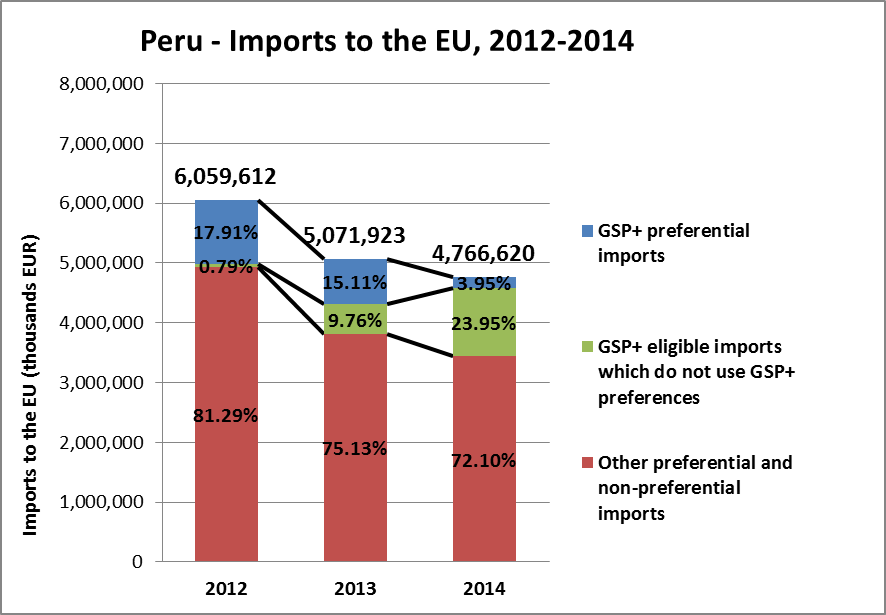 Peru - Imports to the EU, 2012-2014
Imports to the EU (thousands EUR)
8,000,000
7,000,000
6,000,000
5,000,000
4,000,000
3,000,000
2,000,000
1,000,000
0
6,059,612
5,071,923
4,766,620
17.91%
0.79%
81.29%
15.11%
9.76%
75.13%
3.95%
23.95%
72.10%
2012
2013
2014
GSP+ preferential
imports
GSP+ eligible imports
which do not use GSP+
preferences
Other preferential and
non-preferential
imports